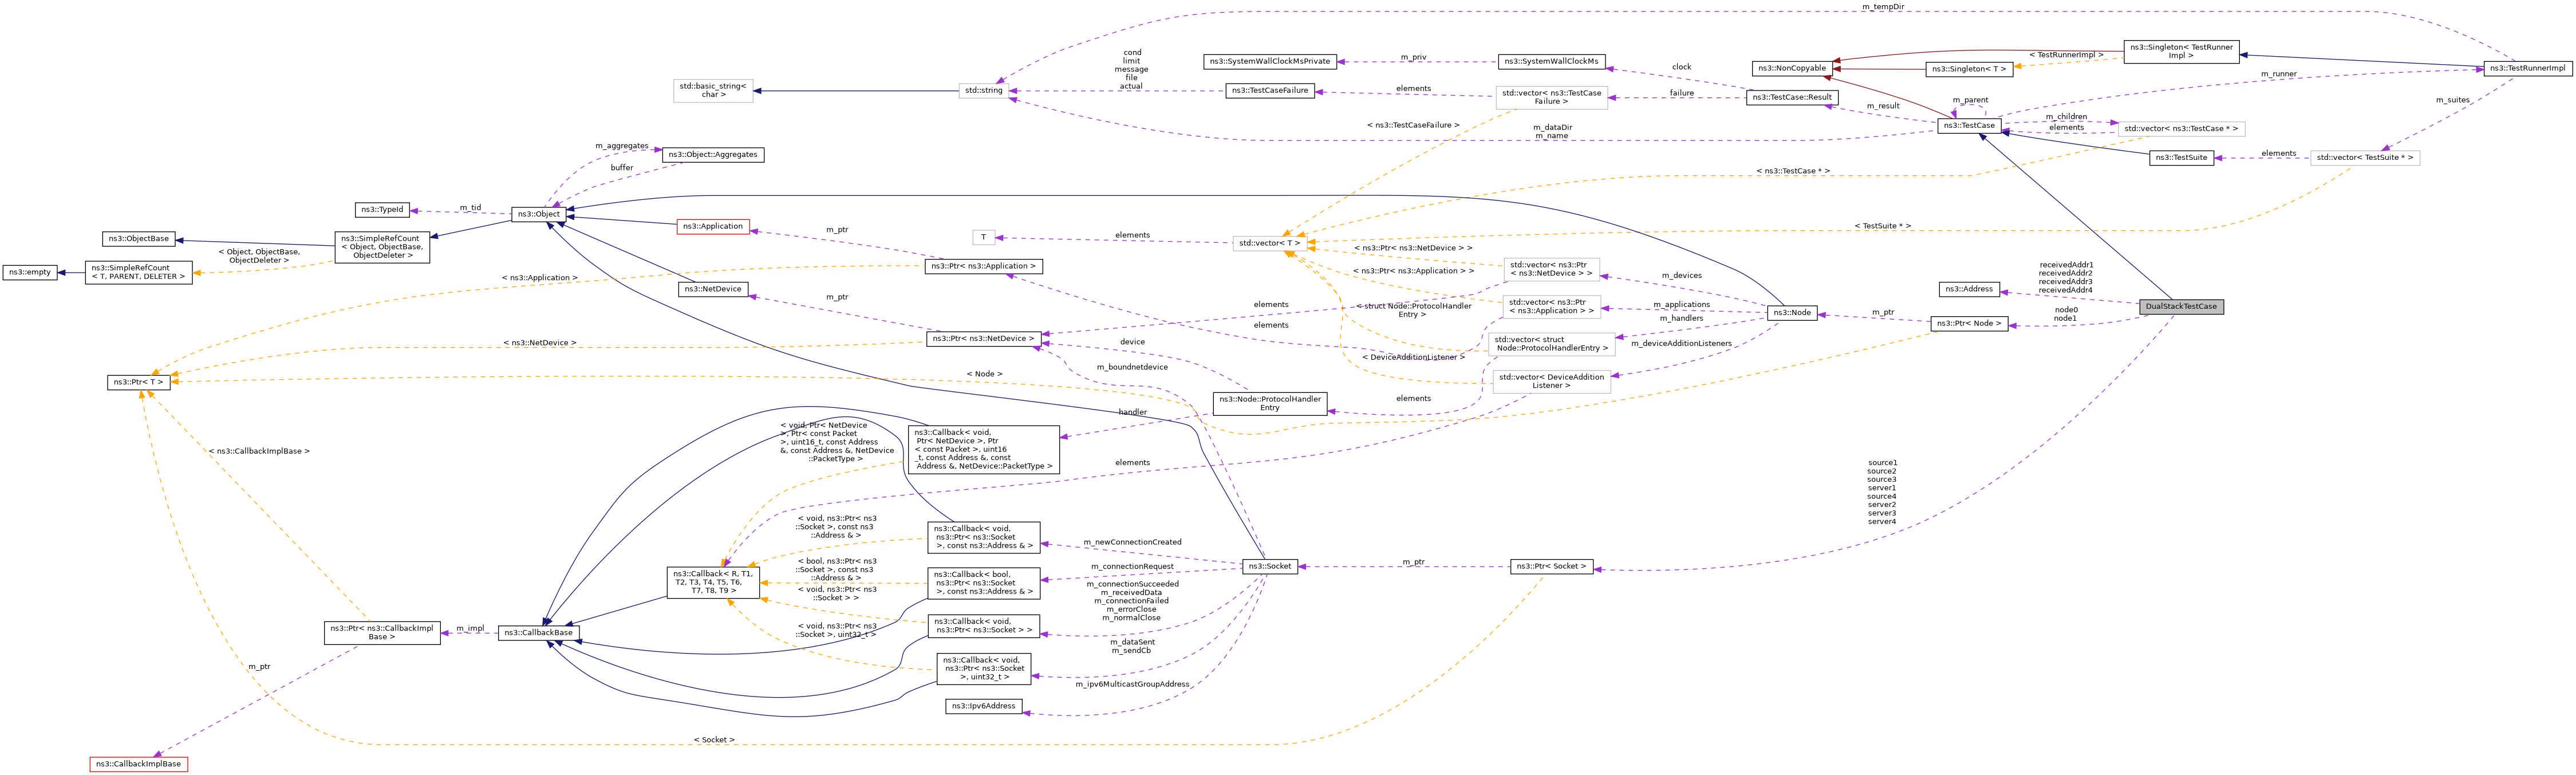 m_tempDir
cond
limit
message
file
actual
ns3::SystemWallClockMsPrivate
m_priv
ns3::SystemWallClockMs
clock
ns3::NonCopyable
< TestRunnerImpl >
ns3::Singleton< T >
ns3::Singleton< TestRunner
Impl >
m_runner
ns3::TestRunnerImpl
std::basic_string<
char >
std::string
ns3::TestCaseFailure
elements
std::vector< ns3::TestCase
Failure >
failure
ns3::TestCase::Result
m_result
m_parent
m_suites
< ns3::TestCaseFailure >
m_dataDir
m_name
ns3::TestCase
m_children
elements
std::vector< ns3::TestCase * >
m_aggregates
ns3::Object::Aggregates
buffer
ns3::TestSuite
elements
std::vector< TestSuite * >
< ns3::TestCase * >
ns3::TypeId
m_tid
ns3::Object
ns3::Application
m_ptr
T
elements
std::vector< T >
< TestSuite * >
ns3::ObjectBase
< Object, ObjectBase,
ObjectDeleter >
ns3::SimpleRefCount
< Object, ObjectBase,
ObjectDeleter >
ns3::empty
ns3::SimpleRefCount
< T, PARENT, DELETER >
< ns3::Application >
ns3::Ptr< ns3::Application >
< ns3::Ptr< ns3::NetDevice > >
std::vector< ns3::Ptr
< ns3::NetDevice > >
m_devices
< ns3::Ptr< ns3::Application > >
std::vector< ns3::Ptr
< ns3::Application > >
m_applications
ns3::Node
ns3::Address
receivedAddr1
receivedAddr2
receivedAddr3
receivedAddr4
DualStackTestCase
ns3::NetDevice
m_ptr
elements
elements
< struct Node::ProtocolHandler
Entry >
m_handlers
m_ptr
ns3::Ptr< Node >
node0
node1
< ns3::NetDevice >
ns3::Ptr< ns3::NetDevice >
device
std::vector< struct
Node::ProtocolHandlerEntry >
m_deviceAdditionListeners
< DeviceAdditionListener >
m_boundnetdevice
ns3::Ptr< T >
< Node >
std::vector< DeviceAddition
Listener >
elements
ns3::Node::ProtocolHandler
Entry
handler
< void, Ptr< NetDevice
>, Ptr< const Packet
>, uint16_t, const Address
&, const Address &, NetDevice
::PacketType >
ns3::Callback< void,
Ptr< NetDevice >, Ptr
< const Packet >, uint16
_t, const Address &, const
Address &, NetDevice::PacketType >
elements
< ns3::CallbackImplBase >
source1
source2
source3
server1
source4
server2
server3
server4
< void, ns3::Ptr< ns3
::Socket >, const ns3
::Address & >
ns3::Callback< void,
ns3::Ptr< ns3::Socket
>, const ns3::Address & >
m_newConnectionCreated
ns3::Callback< R, T1,
T2, T3, T4, T5, T6,
T7, T8, T9 >
< bool, ns3::Ptr< ns3
::Socket >, const ns3
::Address & >
ns3::Callback< bool,
ns3::Ptr< ns3::Socket
>, const ns3::Address & >
m_connectionRequest
ns3::Socket
m_ptr
ns3::Ptr< Socket >
m_connectionSucceeded
m_receivedData
m_connectionFailed
m_errorClose
m_normalClose
< void, ns3::Ptr< ns3
::Socket > >
ns3::Callback< void,
ns3::Ptr< ns3::Socket > >
ns3::Ptr< ns3::CallbackImpl
Base >
m_impl
ns3::CallbackBase
< void, ns3::Ptr< ns3
::Socket >, uint32_t >
m_dataSent
m_sendCb
ns3::Callback< void,
ns3::Ptr< ns3::Socket
>, uint32_t >
m_ptr
m_ipv6MulticastGroupAddress
ns3::Ipv6Address
< Socket >
ns3::CallbackImplBase